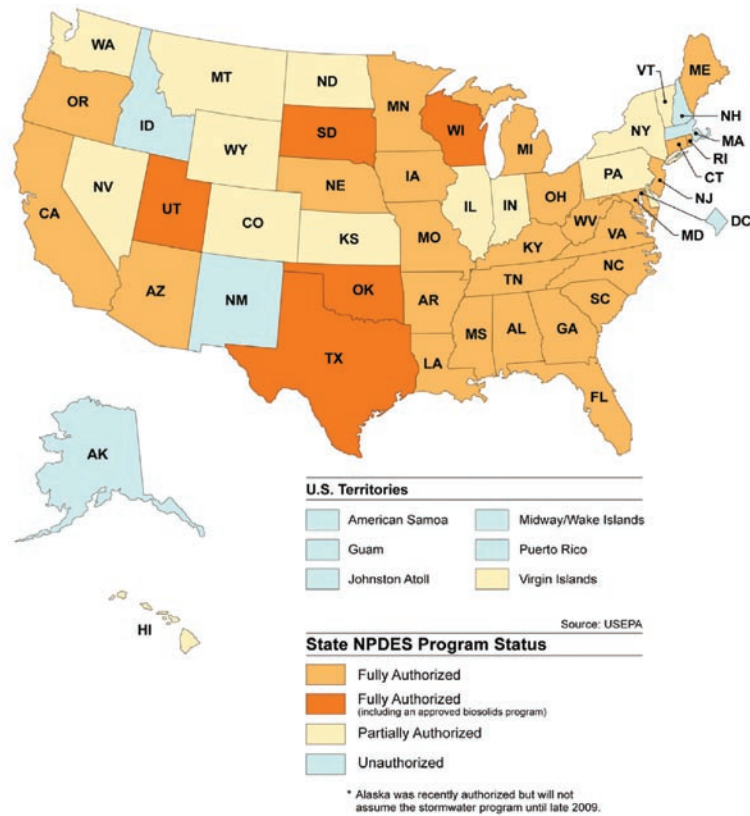 WA
MT
ND
MN
VT
ME
OR
ID
SD
WI
NH
WY
MI
NY
MA
RI
CT
NV
NE
IA
PA
NJ
CA
UT
CO
IL
IN
OH
DC
KS
MO
WV
VA
MD
KY
AZ
NM
OK
AR
TN
NC
SC
TX
MS
AL
GA
LA
FL
AK
HI
U.S. Territories
American Samoa
Midway/Wake Islands
Guam
Puerto Rico
Johnston Atoll
Virgin Islands
Source: USEPA
State NPDES Program Status
Fully Authorized
Fully Authorized
(including an approved biosolids program)
Partially Authorized
Unauthorized
* Alaska was recently authorized but will not
assume the stormwater program until late 2009.